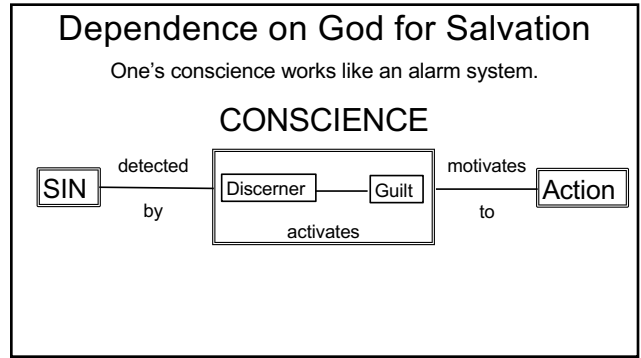 Dependence on God for Salvation
One's conscience works like an alarm system.
CONSCIENCE
SIN
detected
by
Discerner
Guilt
activates
motivates
to
Action